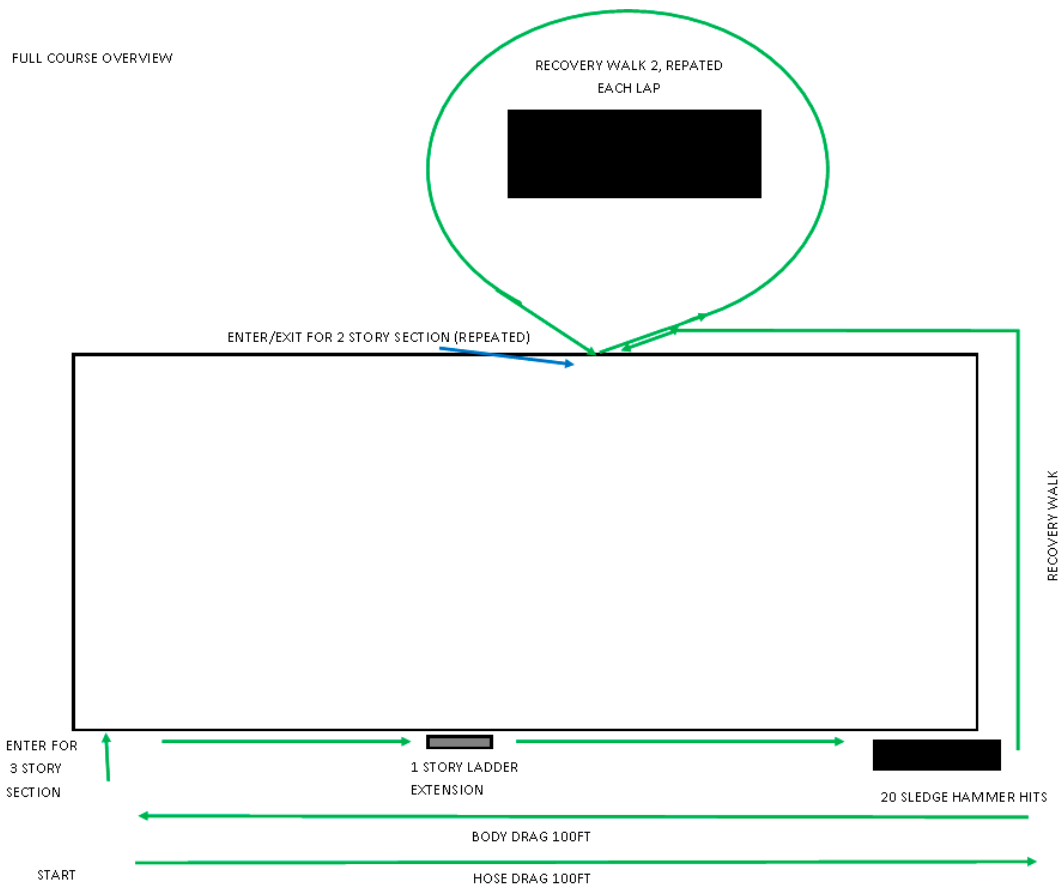 FULL COURSE OVERVIEW
RECOVERY WALK 2, REPATED
EACH LAP
ENTER/EXIT FOR 2 STORY SECTION (REPEATED)
RECOVERY WALK
ENTER FOR
3 STORY
SECTION
1 STORY LADDER
EXTENSION
20 SLEDGE HAMMER HITS
BODY DRAG 100FT
START
HOSE DRAG 100FT